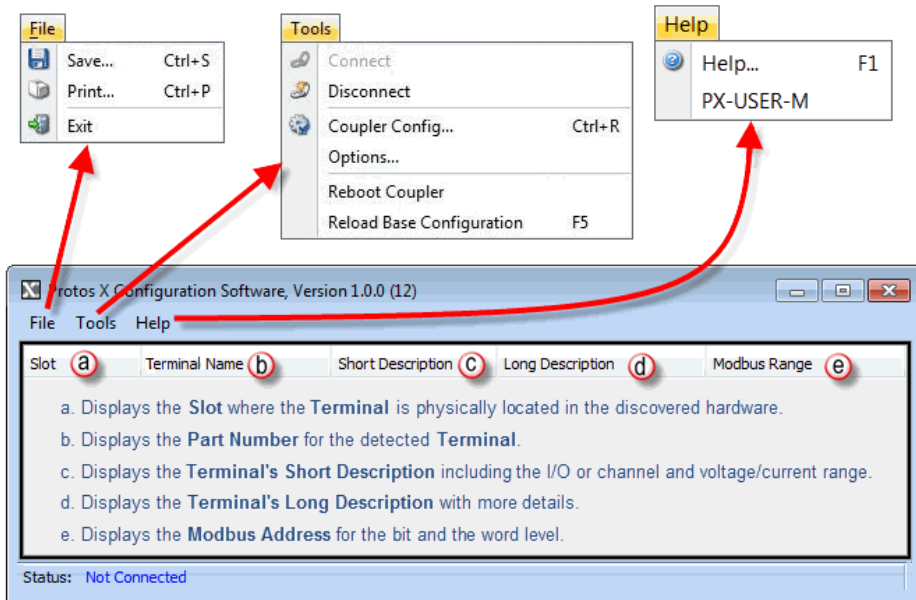 File
Save... Ctrl+S
Print... Ctrl+P
Exit
Tools
Connect
Disconnect
Coupler Config... Ctrl+R
Options...
Reboot Coupler
Reload Base Configuration F5
Help
Help... F1
PX-USER-M
Protos X Configuration Software, Version 1.0.0 (12)
File Tools Help
Slot a Terminal Name b Short Description c Long Description d Modbus Range e
a. Displays the Slot where the Terminal is physically located in the discovered hardware.
b. Displays the Part Number for the detected Terminal.
c. Displays the Terminal's Short Description including the I/O or channel and voltage/current range.
d. Displays the Terminal's Long Description with more details.
e. Displays the Modbus Address for the bit and the word level.
Status: Not Connected